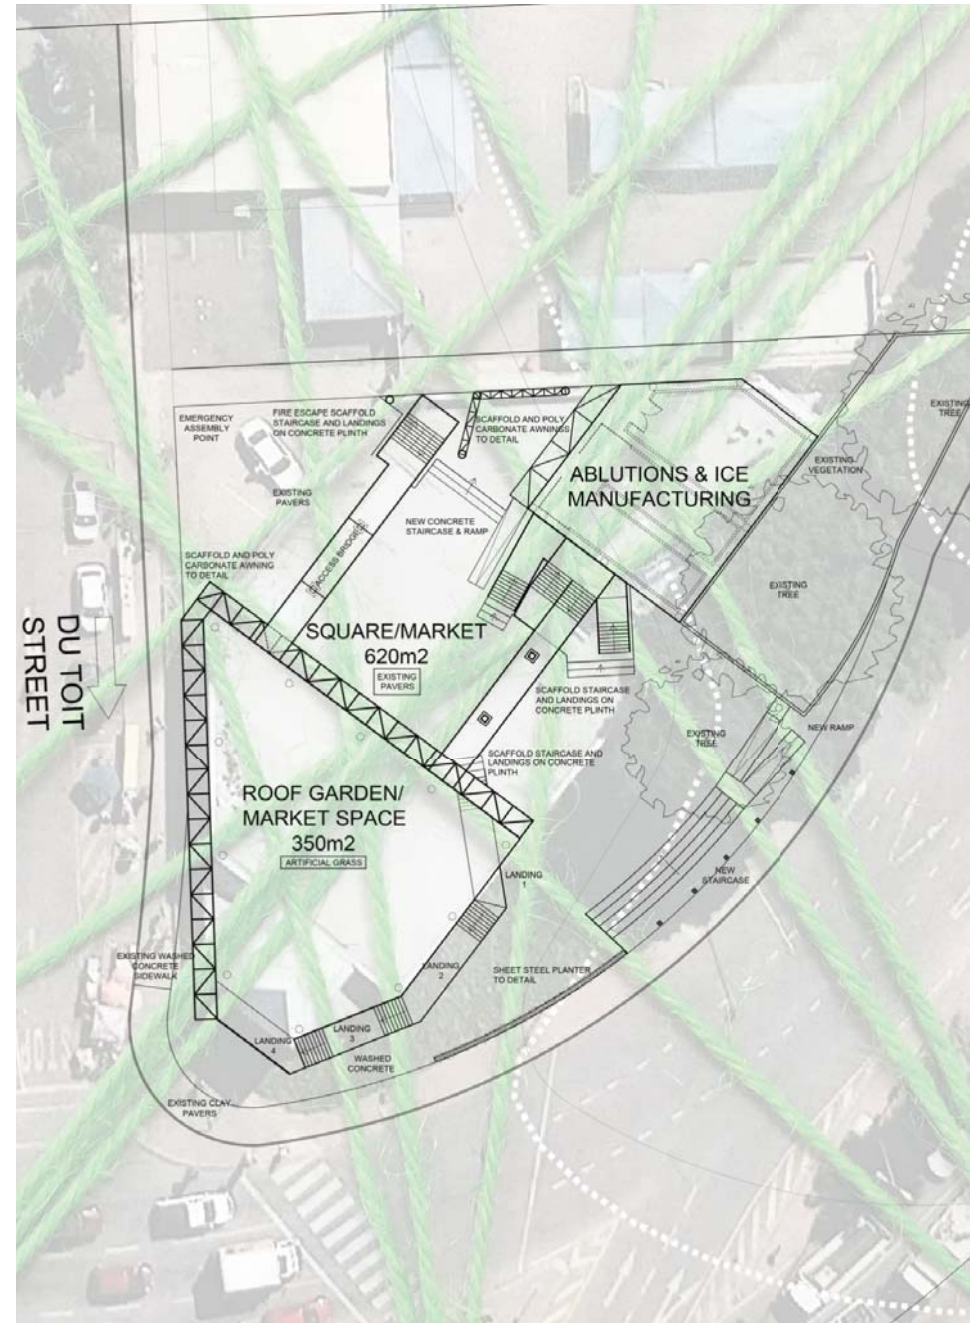 EMERGENCY
ASSEMBLY
POINT
FIRE ESCAPE SCAFFOLD
STAIRCASE AND LANDINGS
ON CONCRETE PLINTH
SCAFFOLD AND POLY
CARBONATE AWNINGS
TO DETAIL
EXISTING
TREE
EXISTING
VEGETATION
ABLUTIONS & ICE
MANUFACTURING
EXISTING
PAVERS
NEW CONCRETE
STAIRCASE & RAMP
ACCESS BRIDGE
SCAFFOLD AND POLY
CARBONATE AWNING
TO DETAIL
EXISTING
TREE
DU TOIT
STREET
SQUARE/MARKET
620m2
EXISTING
PAVERS
SCAFFOLD STAIRCASE
AND LANDINGS ON
CONCRETE PLINTH
EXISTING
TREE
NEW RAMP
SCAFFOLD STAIRCASE AND
LANDINGS ON CONCRETE
PLINTH
ROOF GARDEN/
MARKET SPACE
350m2
ARTIFICIAL GRASS
LANDING
1
NEW
STAIRCASE
EXISTING WASHED
CONCRETE
SIDEWALK
LANDING
2
SHEET STEEL PLANTER
TO DETAIL
LANDING
3
LANDING
4
WASHED
CONCRETE
EXISTING CLAY
PAVERS